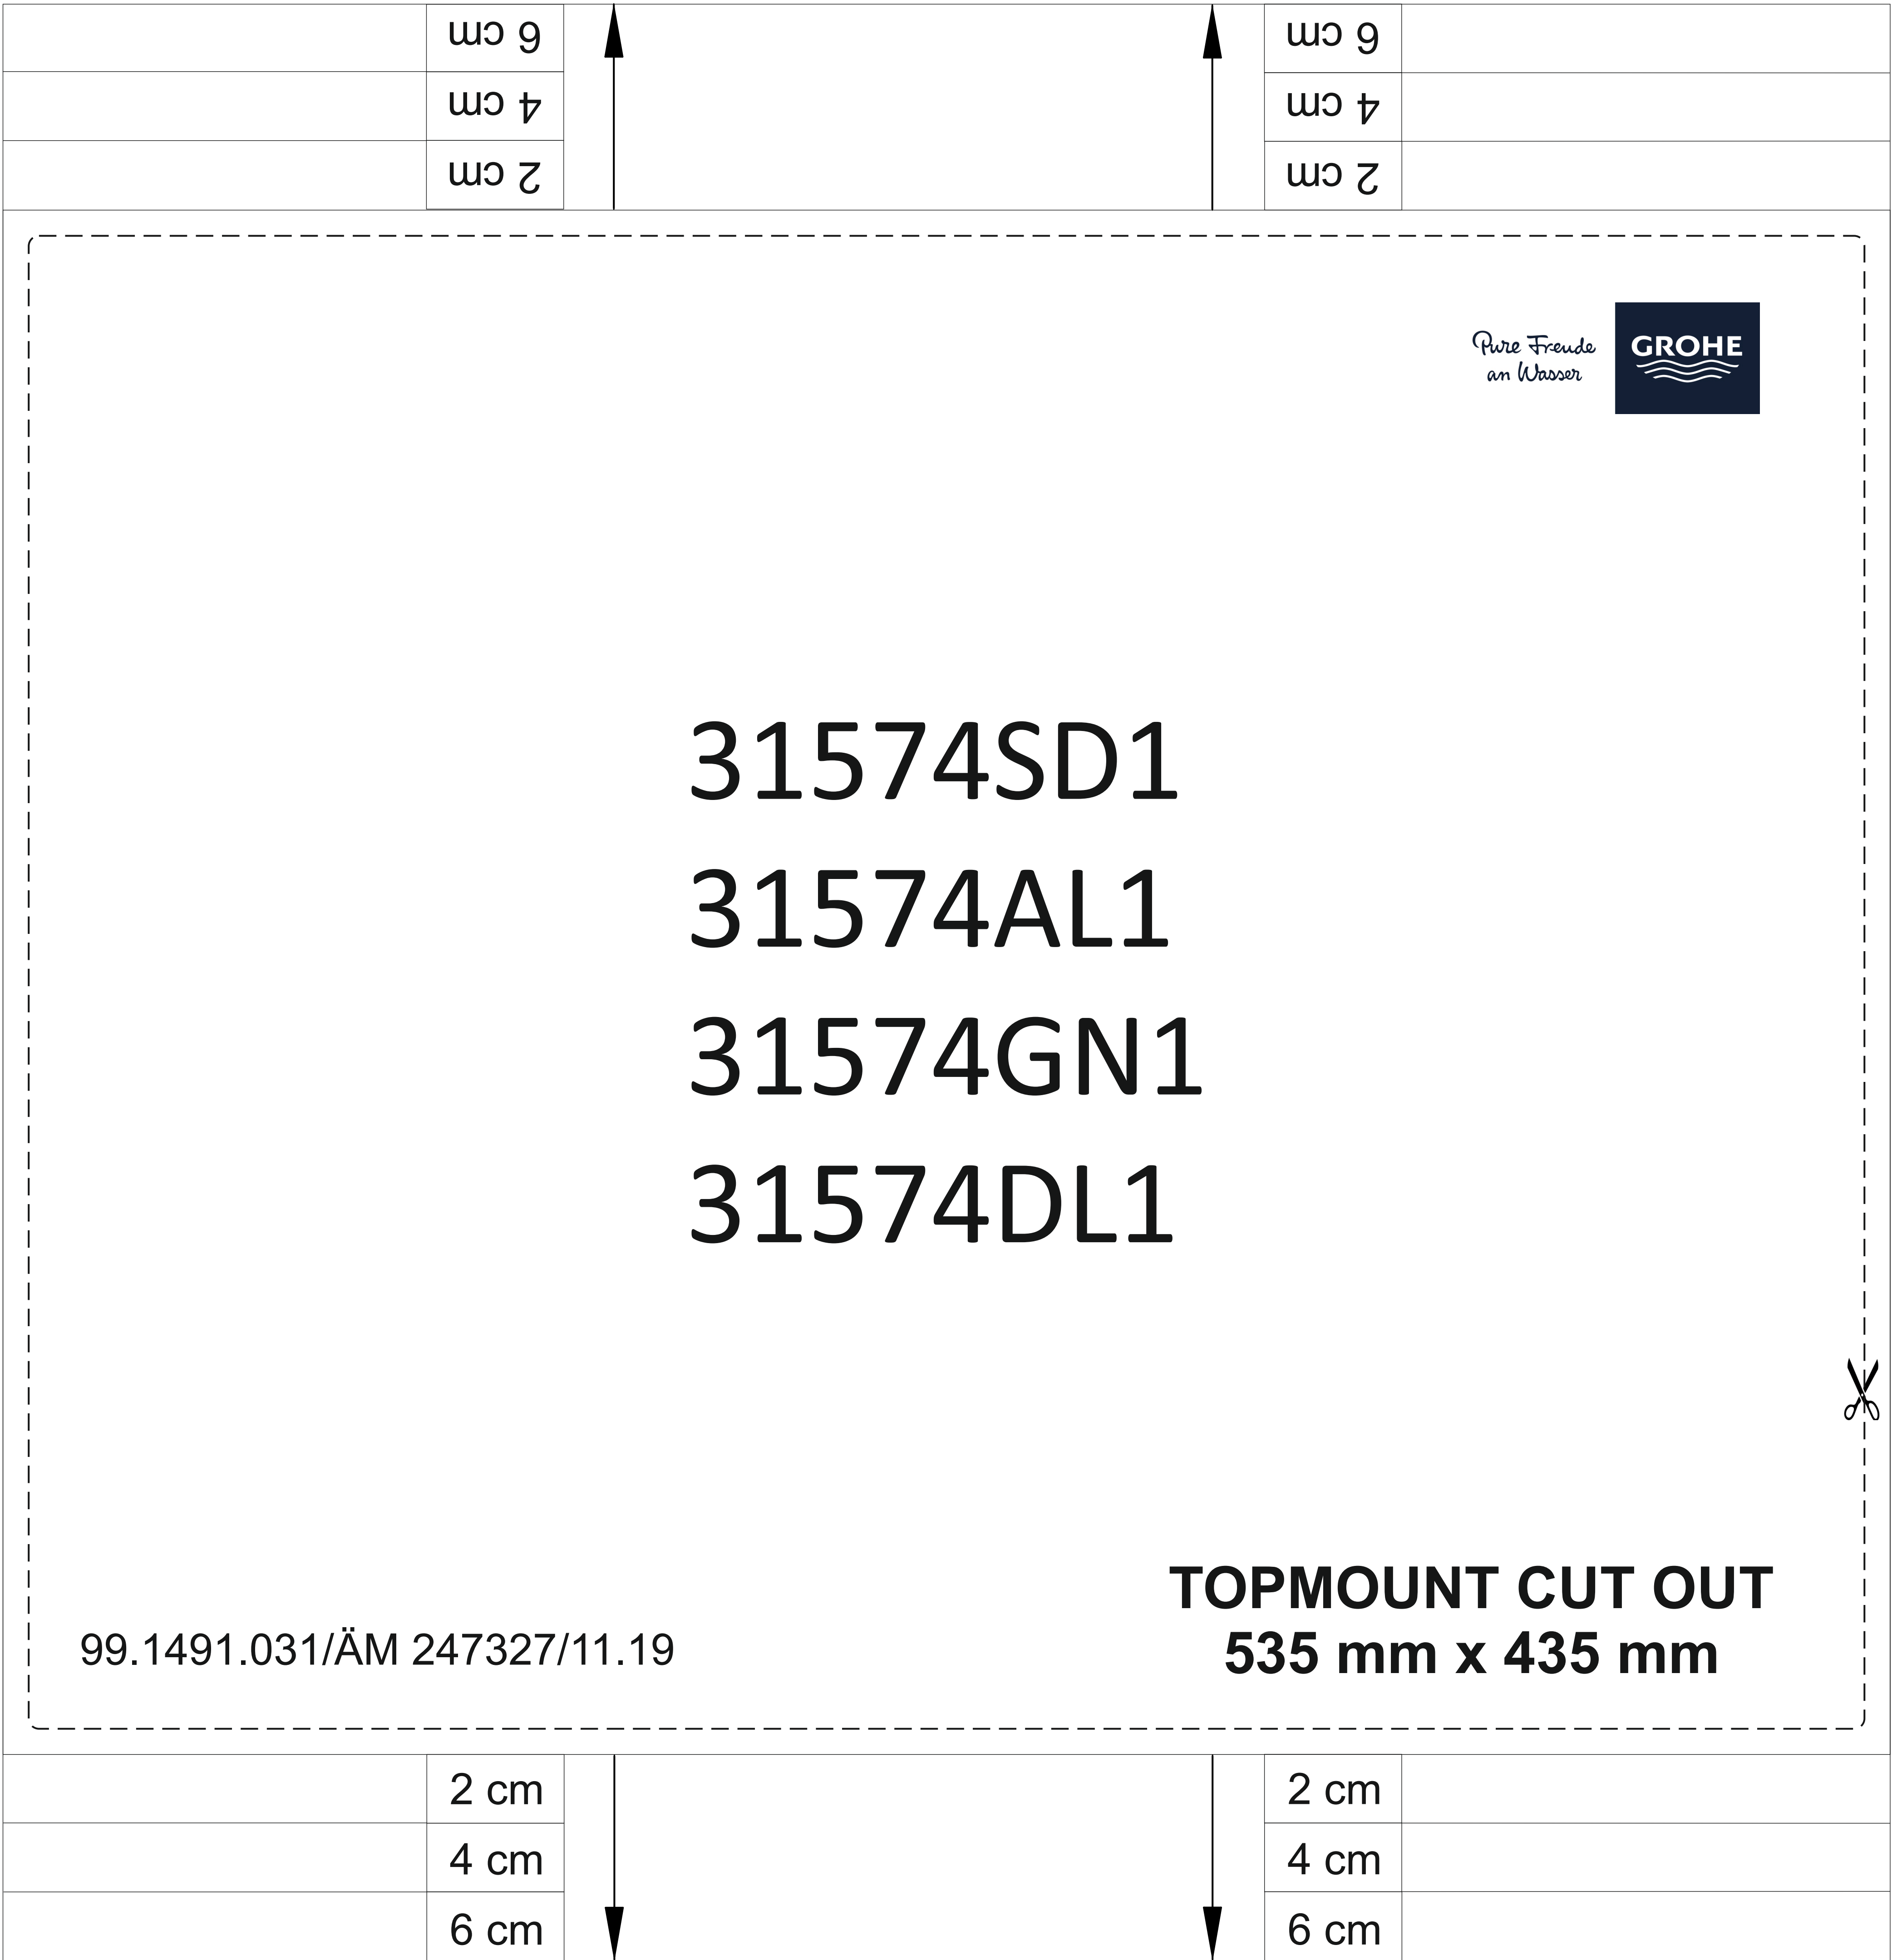 6 cm 6 cm
4 cm 4 cm
2 cm 2 cm
Pure Freude
an Wasser
GROHE
31574SD1
31574AL1
31574GN1
31574DL1
TOPMOUNT CUT OUT
535 mm x 435 mm
99.1491.031/ÄM 247327/11.19
2 cm 2 cm
4 cm 4 cm
6 cm 6 cm